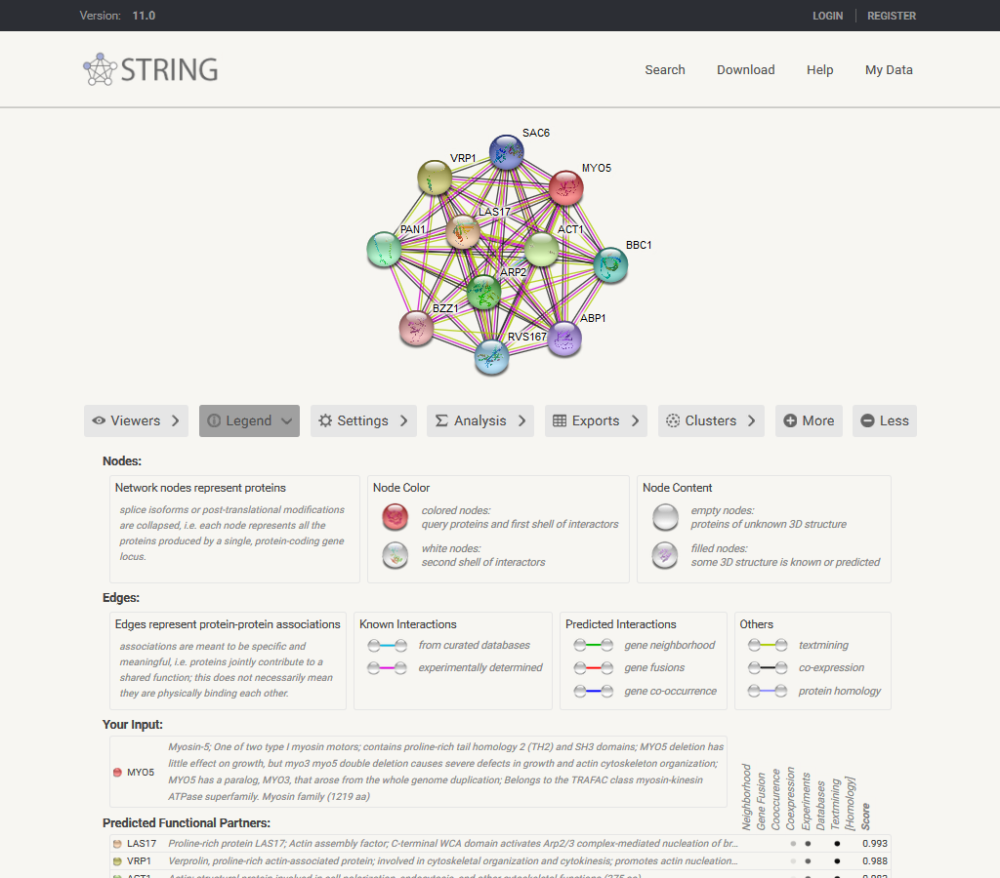 Version: 11.0
LOGIN
REGISTER
STRING
Search
Download
Help
My Data
SAC6
VRP1
MYO5
LAS17
PAN1
ACT1
BBC1
ARP2
BZZ1
ABP1
RVS167
Viewers
Legend
Settings
Analysis
Exports
Clusters
More
Less
Nodes:
Network nodes represent proteins
splice isoforms or post-translational modifications
are collapsed, i.e. each node represents all the
proteins produced by a single, protein-coding gene
locus.
Node Color
colored nodes:
query proteins and first shell of interactors
white nodes:
second shell of interactors
Node Content
empty nodes:
proteins of unknown 3D structure
filled nodes:
some 3D structure is known or predicted
Edges:
Edges represent protein-protein associations
associations are meant to be specific and
meaningful, i.e. proteins jointly contribute to a
shared function; this does not necessarily mean
they are physically binding each other.
Known Interactions
from curated databases
experimentally determined
Predicted Interactions
gene neighborhood
gene fusions
gene co-occurrence
Others
textmining
co-expression
protein homology
Your Input:
MYO5
Myosin-5; One of two type I myosin motors; contains proline-rich tail homology 2 (TH2) and SH3 domains; MYO5 deletion has
little effect on growth, but myo3 myo5 double deletion causes severe defects in growth and actin cytoskeleton organization;
MYO5 has a paralog, MYO3, that arose from the whole genome duplication; Belongs to the TRAFAC class myosin-kinesin
ATPase superfamily. Myosin family (1219 aa)
Neighborhood
Gene Fusion
Cooccurence
Coexpression
Experiments
Databases
Textmining
[Homology]
Score
Predicted Functional Partners:
LAS17 Proline-rich protein LAS17; Actin assembly factor; C-terminal WCA domain activates Arp2/3 complex-mediated nucleation of br... 0.993
VRP1 Verprolin, proline-rich actin-associated protein; involved in cytoskeletal organization and cytokinesis; promotes actin nucleation... 0.988